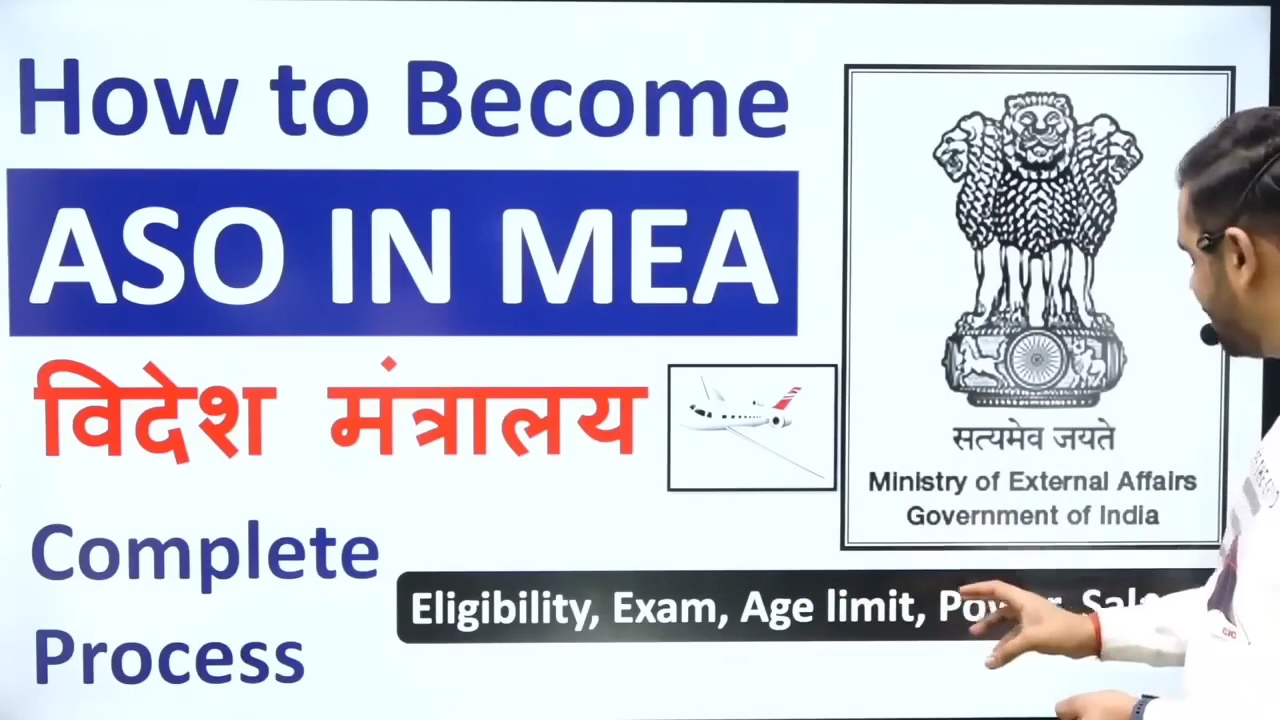 How to Become
ASO IN MEA
विदेश मंत्रालय
Complete
Process
सत्यमेव जयते
Ministry of External Affairs
Government of India
Eligibility, Exam, Age limit,
CJC